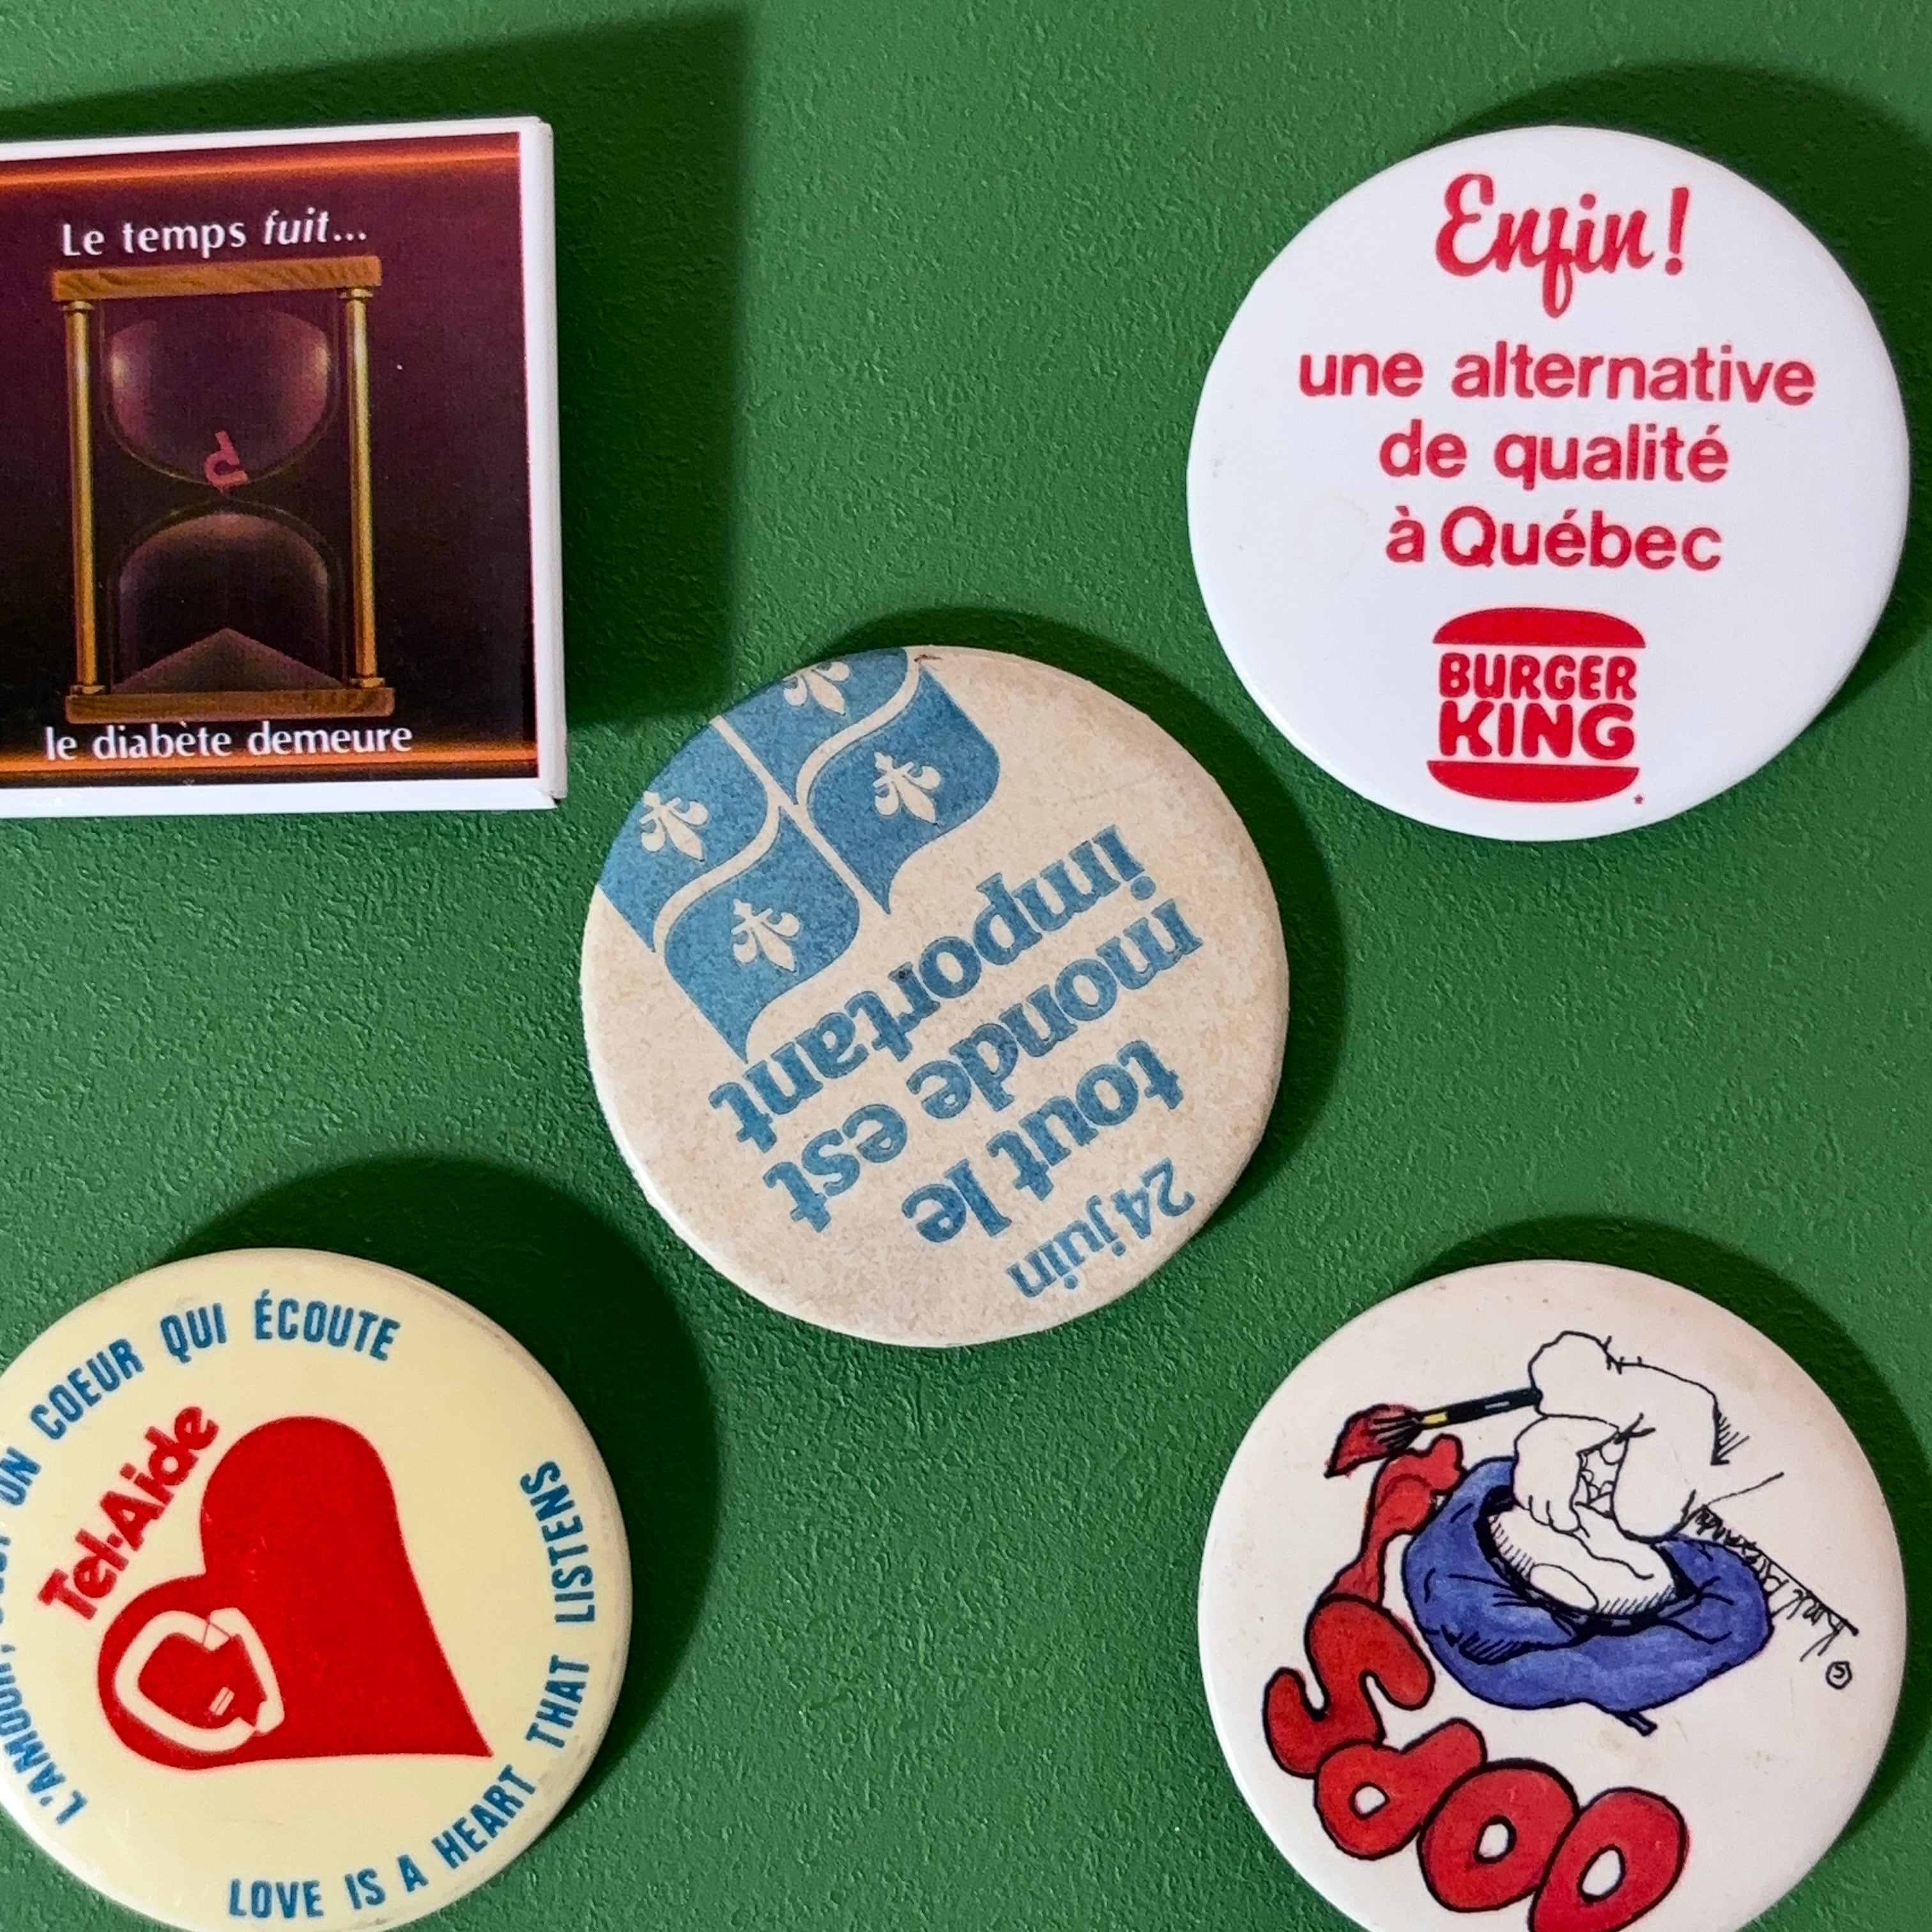 Le temps fuit...
le diabète demeure
Enfin!
une alternative
de qualité
à Québec
BURGER
KING
24 juin
tout le
monde est
important
UN COEUR QUI ÉCOUTE
Tel-Aide
LOVE IS A HEART THAT LISTENS
L'AMOUR,
OOPS